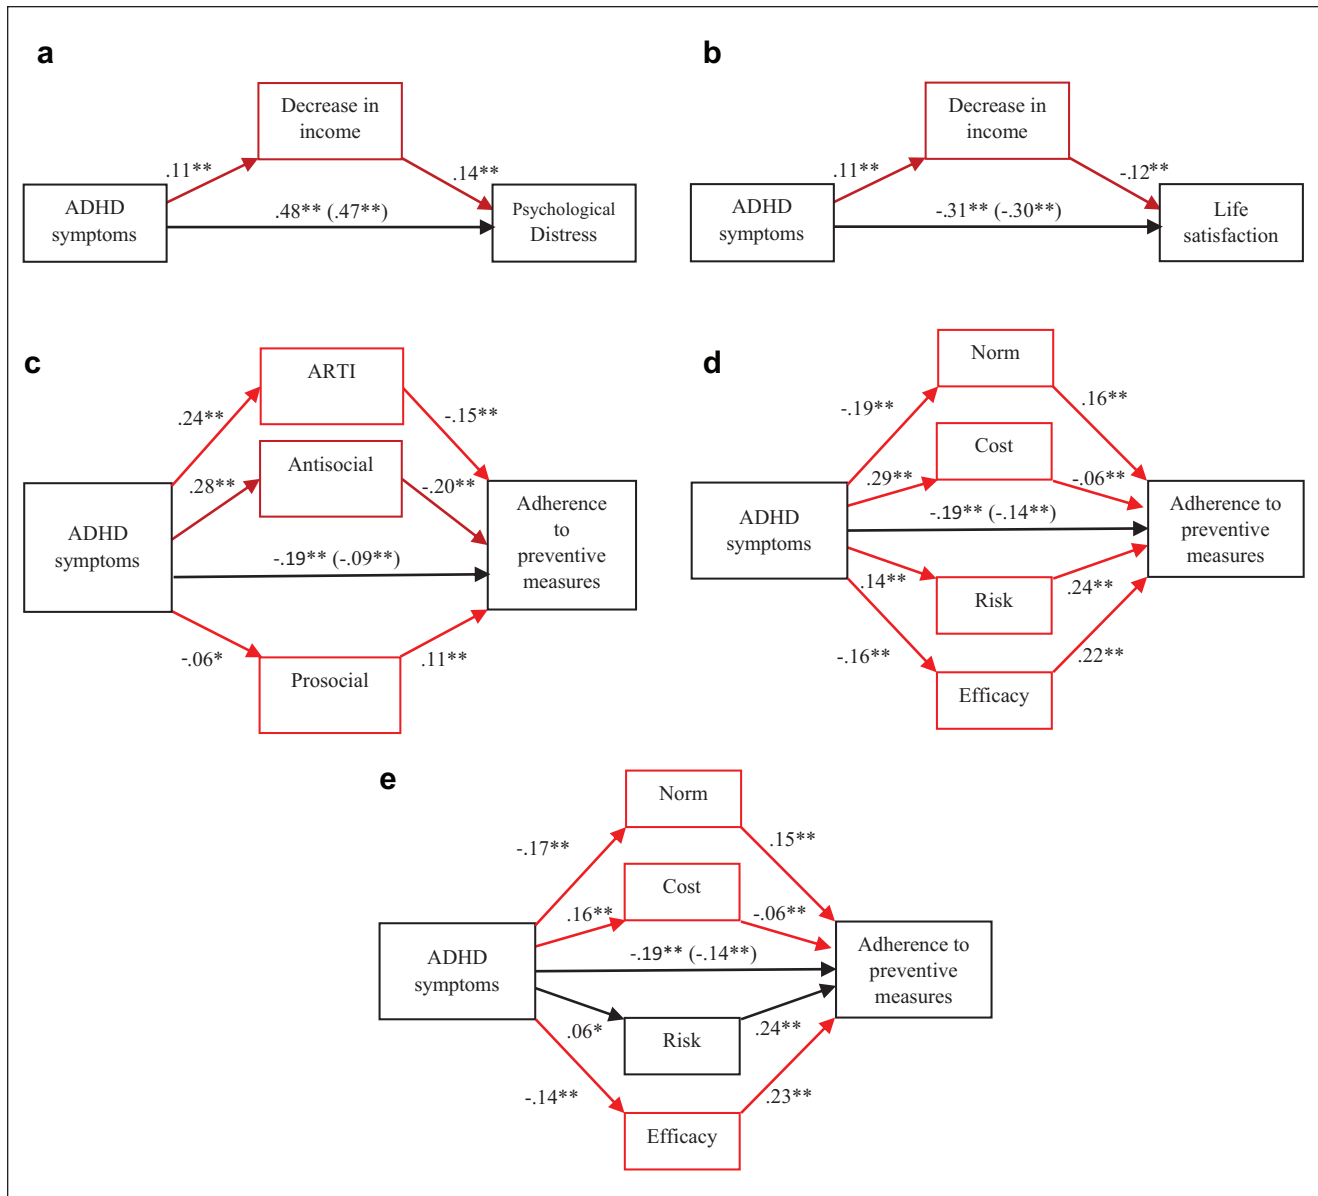 a
Decrease in
income
.11**
.14**
ADHD
symptoms
.48** (.47**)
Psychological
Distress
b
Decrease in
income
.11**
-.12**
ADHD
symptoms
-.31** (-.30**)
Life
satisfaction
c
ARTI
.24**
-.15**
Antisocial
.28**
-.20**
ADHD
symptoms
-.19** (-.09**)
Adherence
to
preventive
measures
-.06*
.11**
Prosocial
d
Norm
-.19**
.16**
Cost
.29**
-.06**
ADHD
symptoms
-.19** (-.14**)
Adherence to
preventive
measures
.14**
Risk
.24**
-.16**
.22**
Efficacy
e
Norm
-.17**
.15**
Cost
.16**
-.06**
ADHD
symptoms
-.19** (-.14**)
Adherence to
preventive
measures
.06*
Risk
.24**
-.14**
.23**
Efficacy